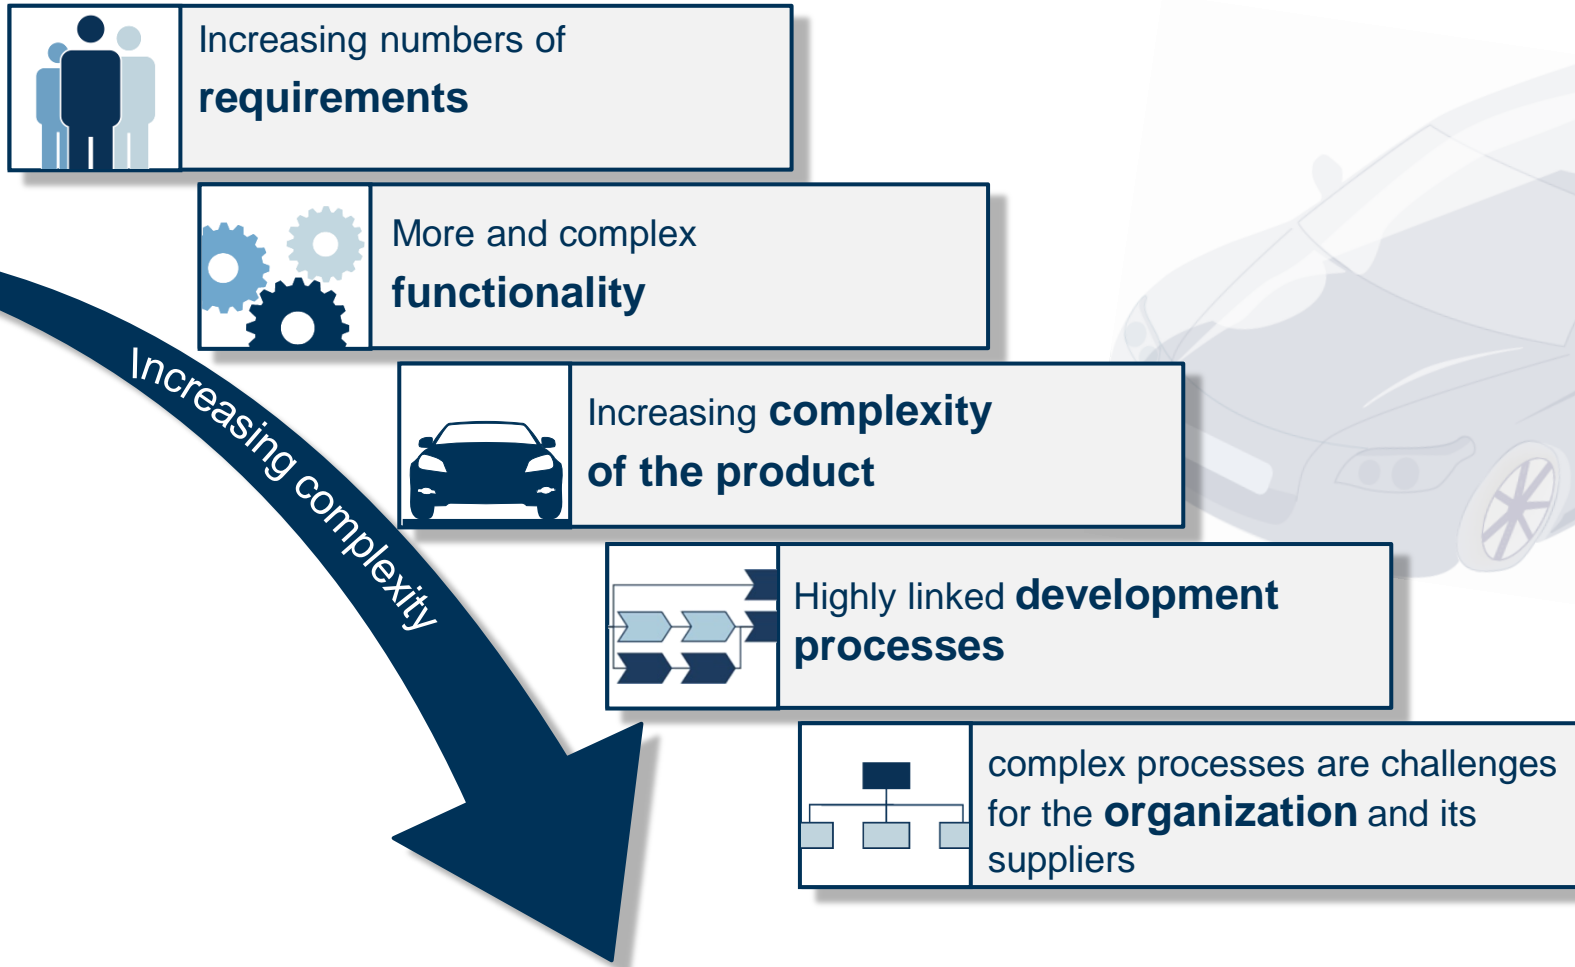 Increasing numbers of
requirements
More and complex
functionality
Increasing complexity
Increasing complexity
of the product
Highly linked development
processes
complex processes are challenges
for the organization and its
suppliers